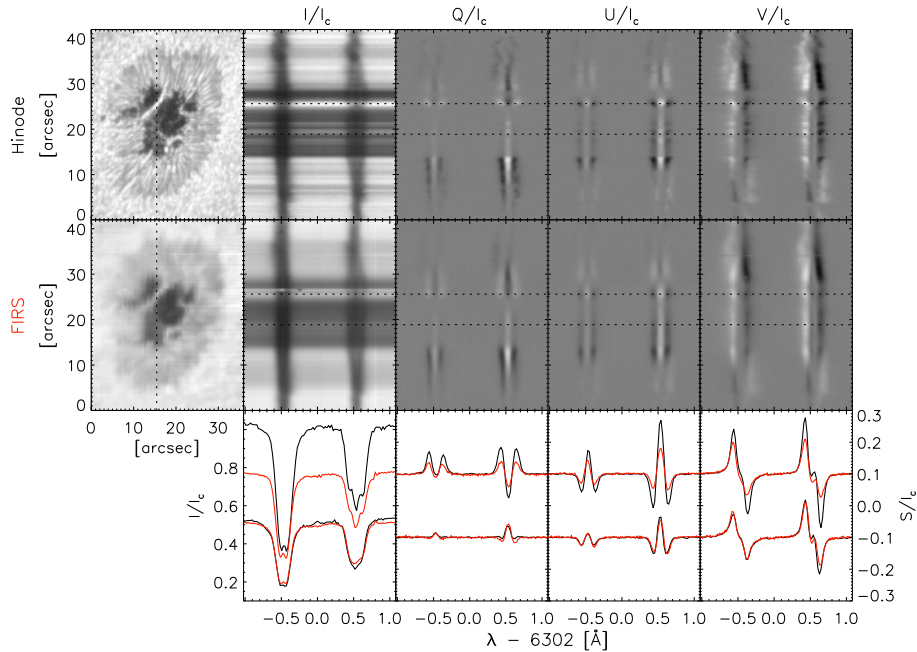 I/Ic Q/Ic U/Ic V/Ic
Hinode
[arcsec]
40
30
20
10
0
FIRS
[arcsec]
40
30
20
10
0
0 10 20 30
[arcsec]
I/Ic
0.8
0.6
0.4
0.2
0.3
0.2
0.1
0.0
-0.1
-0.2
-0.3
S/Ic
-0.5 0.0 0.5 1.0 -0.5 0.0 0.5 1.0 -0.5 0.0 0.5 1.0 -0.5 0.0 0.5 1.0
λ - 6302 [Å]